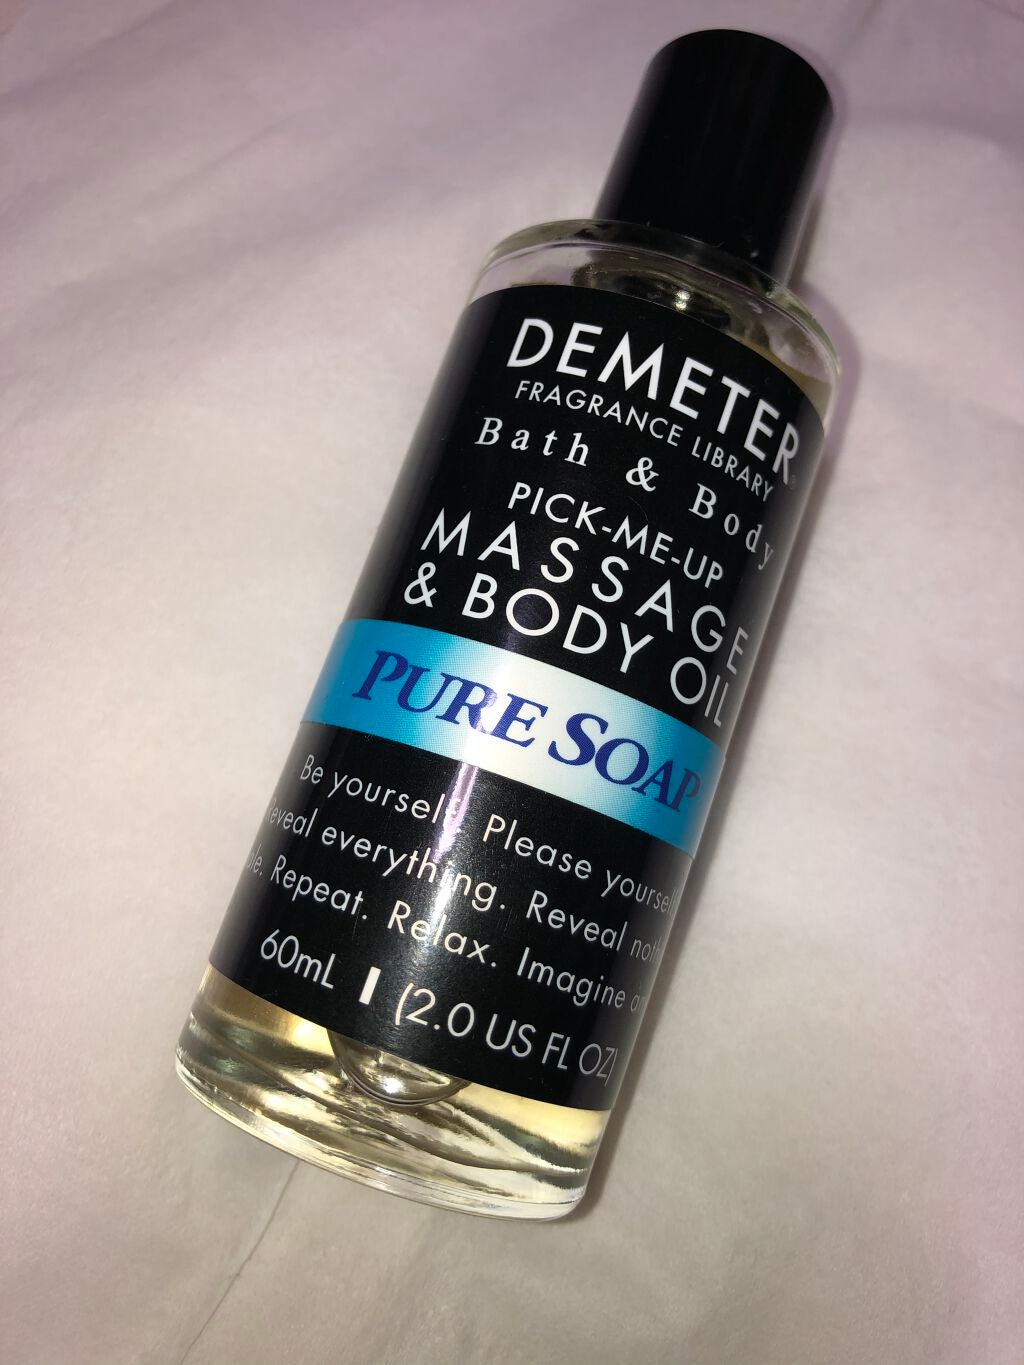 DEMETER®
FRAGRANCE LIBRARY
Bath & Body
PICK-ME-UP
MASSAGE
& BODY OIL
PURE SOAP
Be yourself. Please yourself
Reveal everything. Reveal
Repeat. Relax. Imagine
60mL (2.0 US FL OZ)